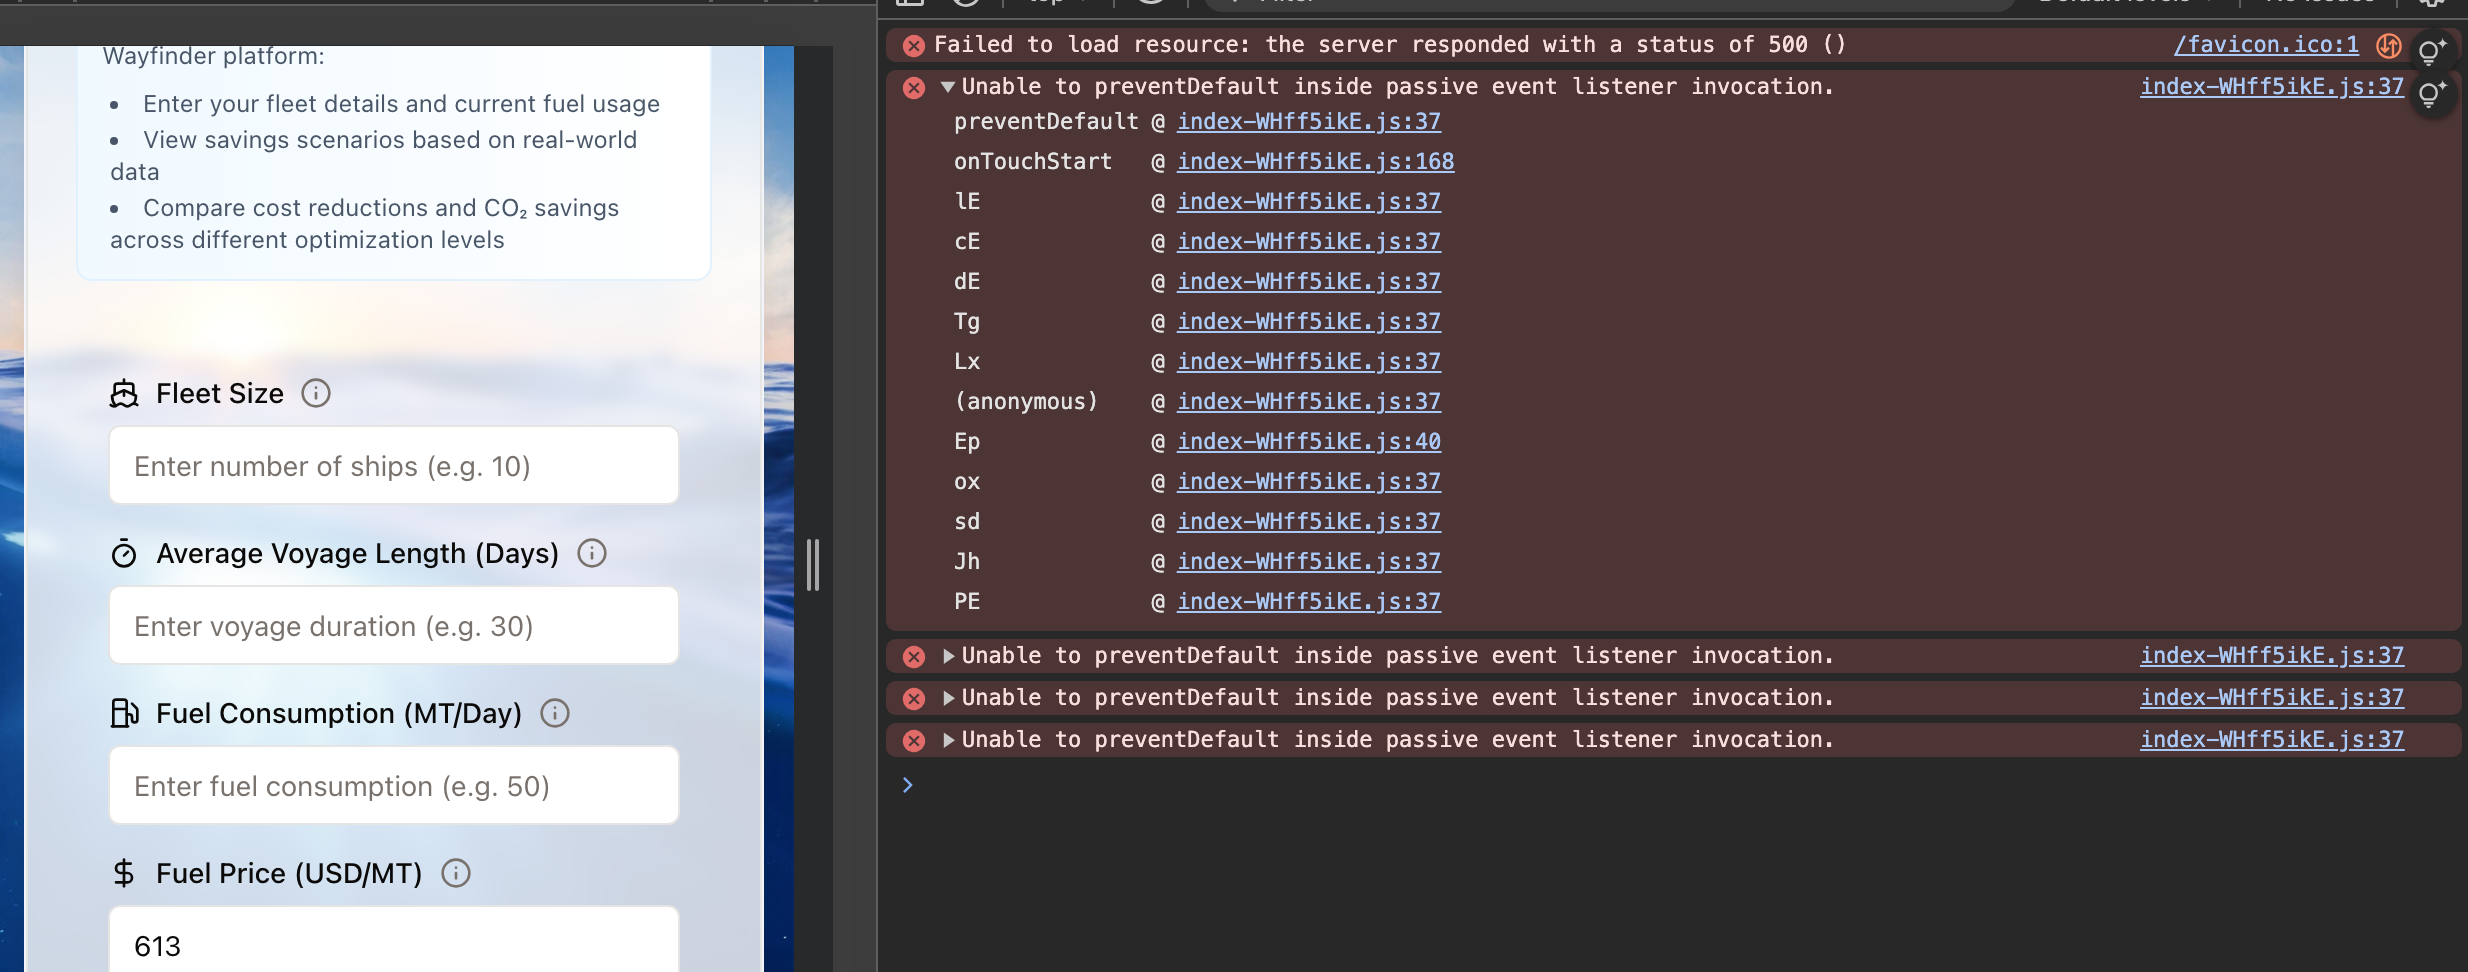 Wayfinder platform:
• Enter your fleet details and current fuel usage
• View savings scenarios based on real-world
data
• Compare cost reductions and CO₂ savings
across different optimization levels
Fleet Size
Enter number of ships (e.g. 10)
Average Voyage Length (Days)
Enter voyage duration (e.g. 30)
Fuel Consumption (MT/Day)
Enter fuel consumption (e.g. 50)
Fuel Price (USD/MT)
613
top
Filter
Default levels
No Issues
Failed to load resource: the server responded with a status of 500 () /favicon.ico:1
Unable to preventDefault inside passive event listener invocation. index-WHff5ikE.js:37
preventDefault @ index-WHff5ikE.js:37
onTouchStart @ index-WHff5ikE.js:168
lE @ index-WHff5ikE.js:37
cE @ index-WHff5ikE.js:37
dE @ index-WHff5ikE.js:37
Tg @ index-WHff5ikE.js:37
Lx @ index-WHff5ikE.js:37
(anonymous) @ index-WHff5ikE.js:37
Ep @ index-WHff5ikE.js:40
ox @ index-WHff5ikE.js:37
sd @ index-WHff5ikE.js:37
Jh @ index-WHff5ikE.js:37
PE @ index-WHff5ikE.js:37
Unable to preventDefault inside passive event listener invocation. index-WHff5ikE.js:37
Unable to preventDefault inside passive event listener invocation. index-WHff5ikE.js:37
Unable to preventDefault inside passive event listener invocation. index-WHff5ikE.js:37